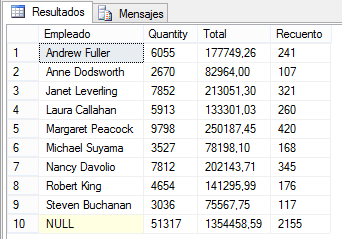 Resultados Mensajes
Empleado Quantity Total Recuento
1 Andrew Fuller 6055 177749,26 241
2 Anne Dodsworth 2670 82964,00 107
3 Janet Leverling 7852 213051,30 321
4 Laura Callahan 5913 133301,03 260
5 Margaret Peacock 9798 250187,45 420
6 Michael Suyama 3527 78198,10 168
7 Nancy Davolio 7812 202143,71 345
8 Robert King 4654 141295,99 176
9 Steven Buchanan 3036 75567,75 117
10 NULL 51317 1354458,59 2155